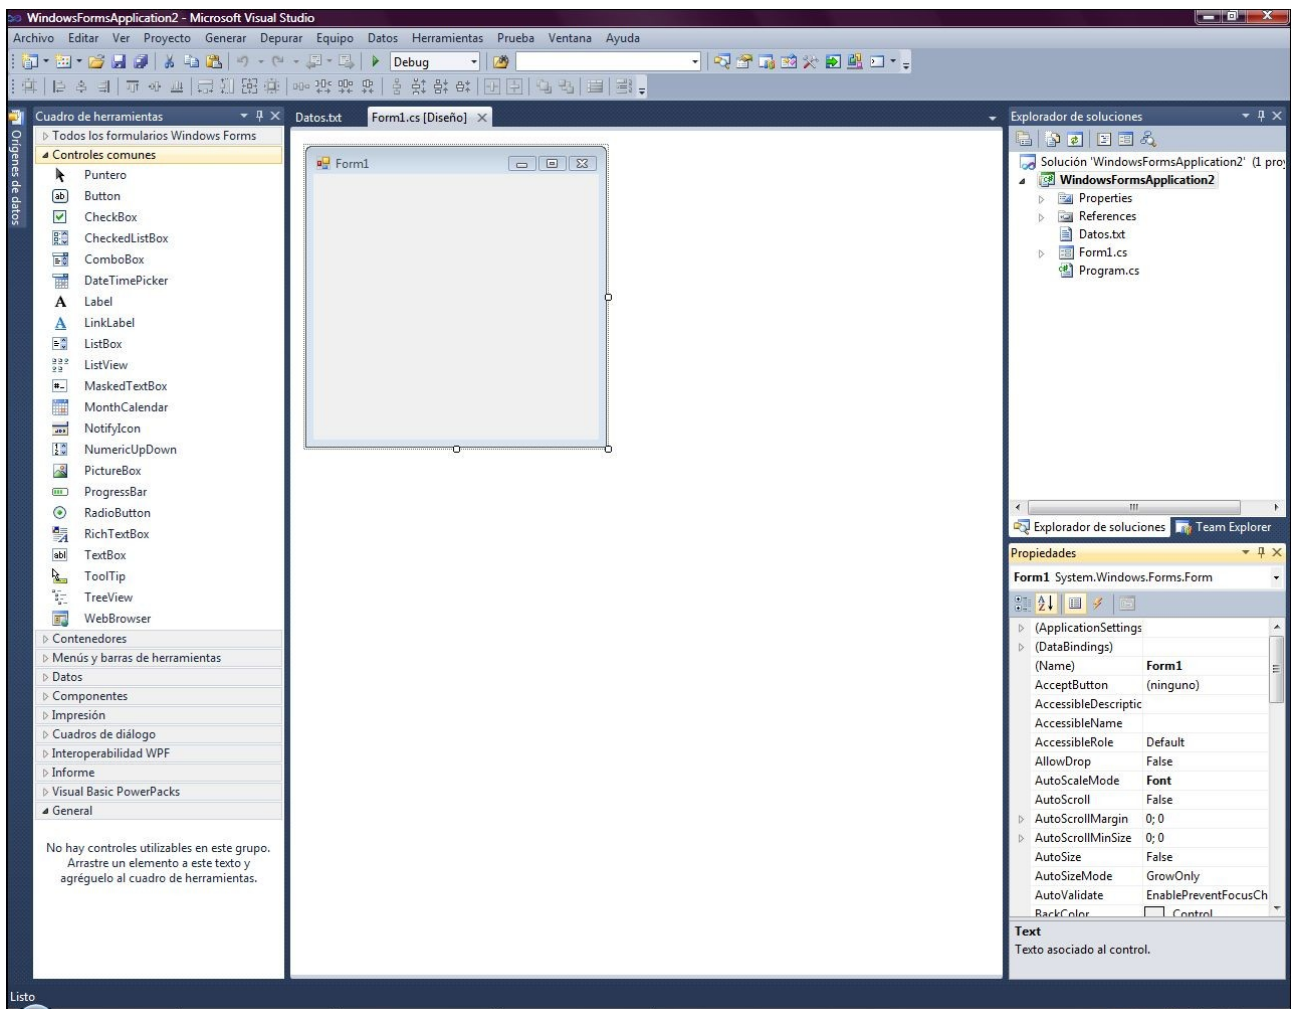 WindowsFormsApplication2 - Microsoft Visual Studio
Archivo Editar Ver Proyecto Generar Depurar Equipo Datos Herramientas Prueba Ventana Ayuda
Debug
Orígenes de datos
Cuadro de herramientas
Todos los formularios Windows Forms
Controles comunes
Puntero
Button
CheckBox
CheckedListBox
ComboBox
DateTimePicker
Label
LinkLabel
ListBox
ListView
MaskedTextBox
MonthCalendar
NotifyIcon
NumericUpDown
PictureBox
ProgressBar
RadioButton
RichTextBox
TextBox
ToolTip
TreeView
WebBrowser
Contenedores
Menús y barras de herramientas
Datos
Componentes
Impresión
Cuadros de diálogo
Interoperabilidad WPF
Informe
Visual Basic PowerPacks
General
No hay controles utilizables en este grupo.
Arrastre un elemento a este texto y
agréguelo al cuadro de herramientas.
Datos.txt Form1.cs [Diseño]
Form1
Explorador de soluciones
Solución 'WindowsFormsApplication2' (1 proy
WindowsFormsApplication2
Properties
References
Datos.txt
Form1.cs
Program.cs
Explorador de soluciones Team Explorer
Propiedades
Form1 System.Windows.Forms.Form
(ApplicationSettings
(DataBindings)
(Name) Form1
AcceptButton (ninguno)
AccessibleDescriptic
AccessibleName
AccessibleRole Default
AllowDrop False
AutoScaleMode Font
AutoScroll False
AutoScrollMargin 0; 0
AutoScrollMinSize 0; 0
AutoSize False
AutoSizeMode GrowOnly
AutoValidate EnablePreventFocusCh
BackColor Control
Text
Texto asociado al control.
Listo